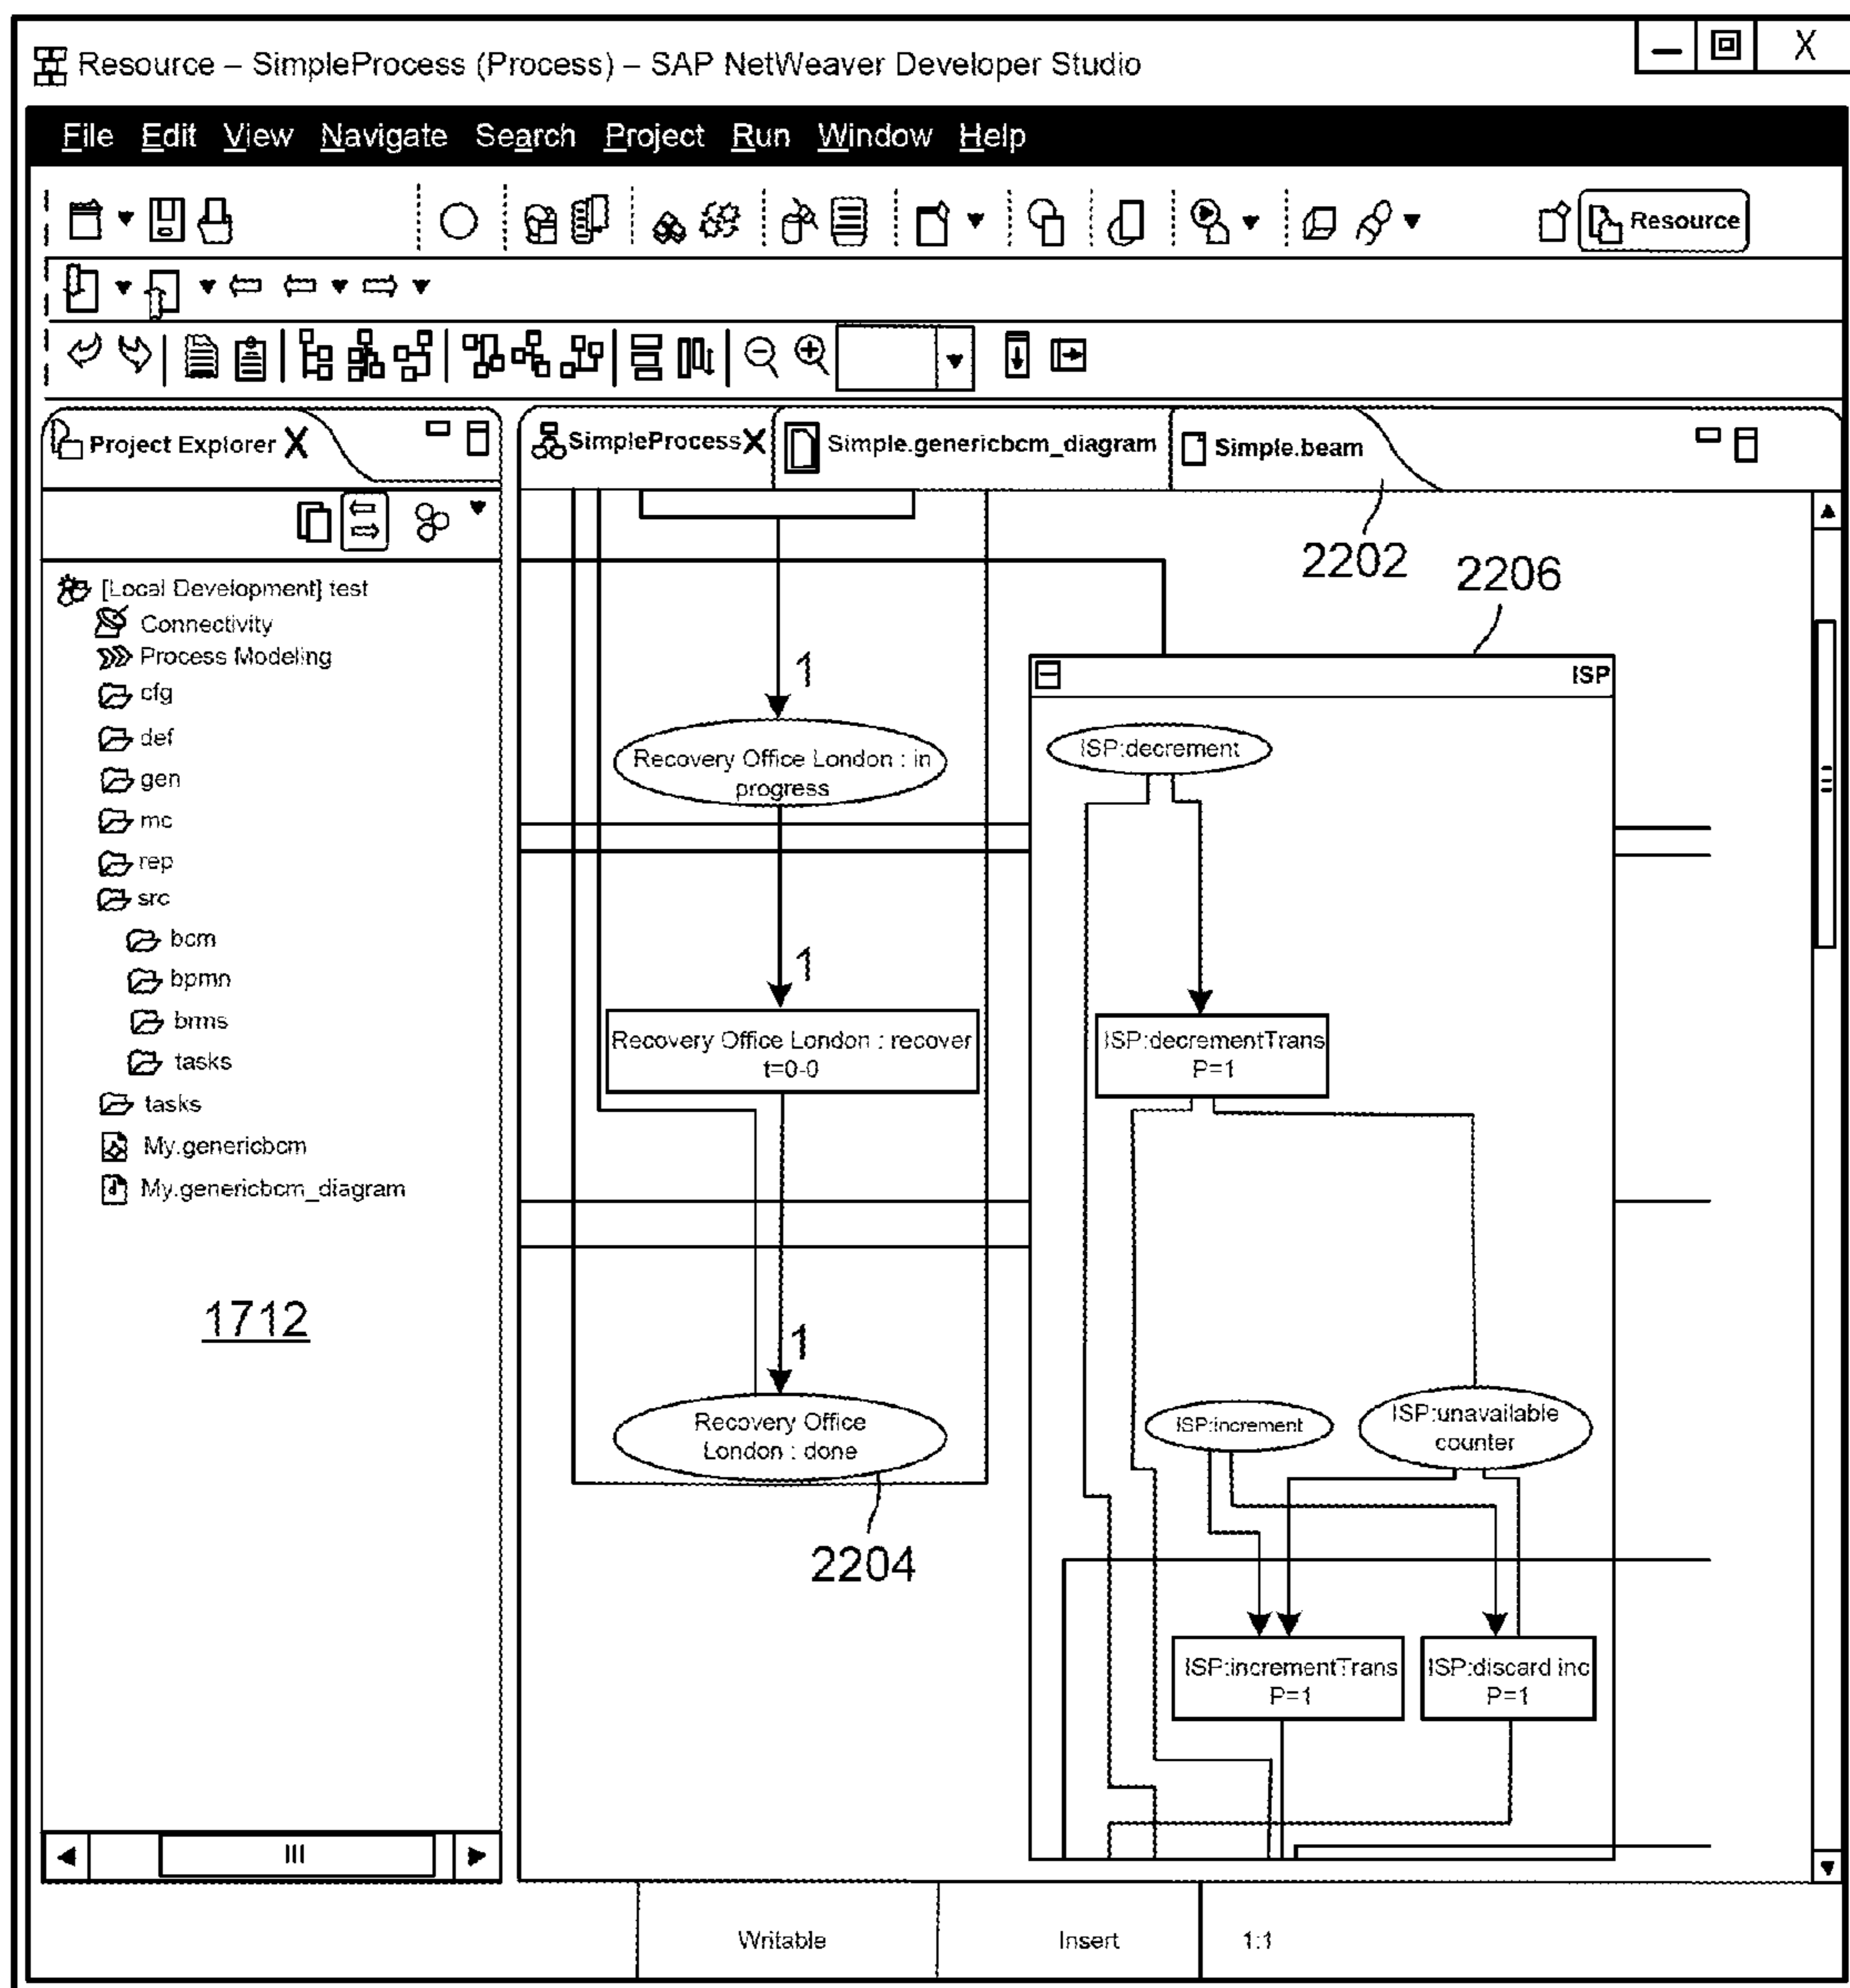 Resource – SimpleProcess (Process) – SAP NetWeaver Developer Studio
X
File Edit View Navigate Search Project Run Window Help
Resource
Project Explorer X
SimpleProcess X
Simple.genericbcm_diagram
Simple.beam
2202
2206
[Local Development] test
Connectivity
Process Modeling
cfg
def
gen
mc
rep
src
bcm
bpmn
brms
tasks
tasks
My.genericbcm
My.genericbcm_diagram
1712
1
Recovery Office London : in
progress
1
Recovery Office London : recover
t=0-0
1
Recovery Office
London : done
2204
ISP
ISP:decrement
ISP:decrementTrans
P=1
ISP:increment
ISP:unavailable
counter
ISP:incrementTrans
P=1
ISP:discard inc
P=1
Writable
Insert
1:1